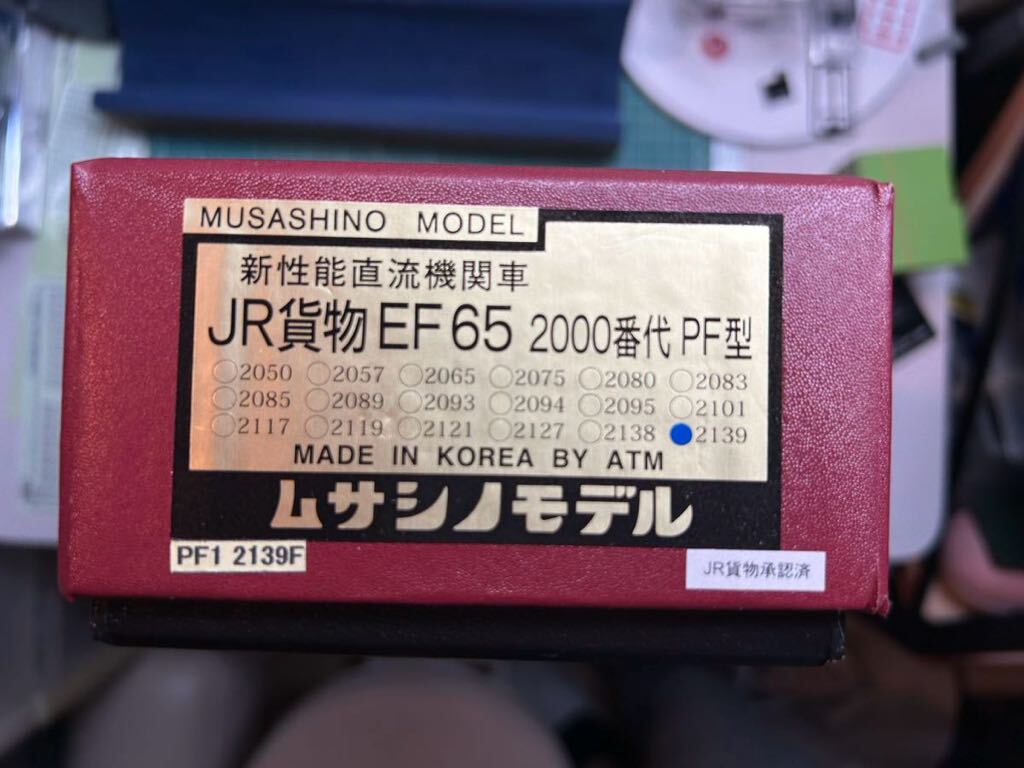 MUSASHINO MODEL
新性能直流機関車
JR貨物 EF65 2000番代 PF型
2050 2057 2065 2075 2080 2083
2085 2089 2093 2094 2095 2101
2117 2119 2121 2127 2138 2139
MADE IN KOREA BY ATM
ムサシノモデル
PF1 2139F
JR貨物承認済